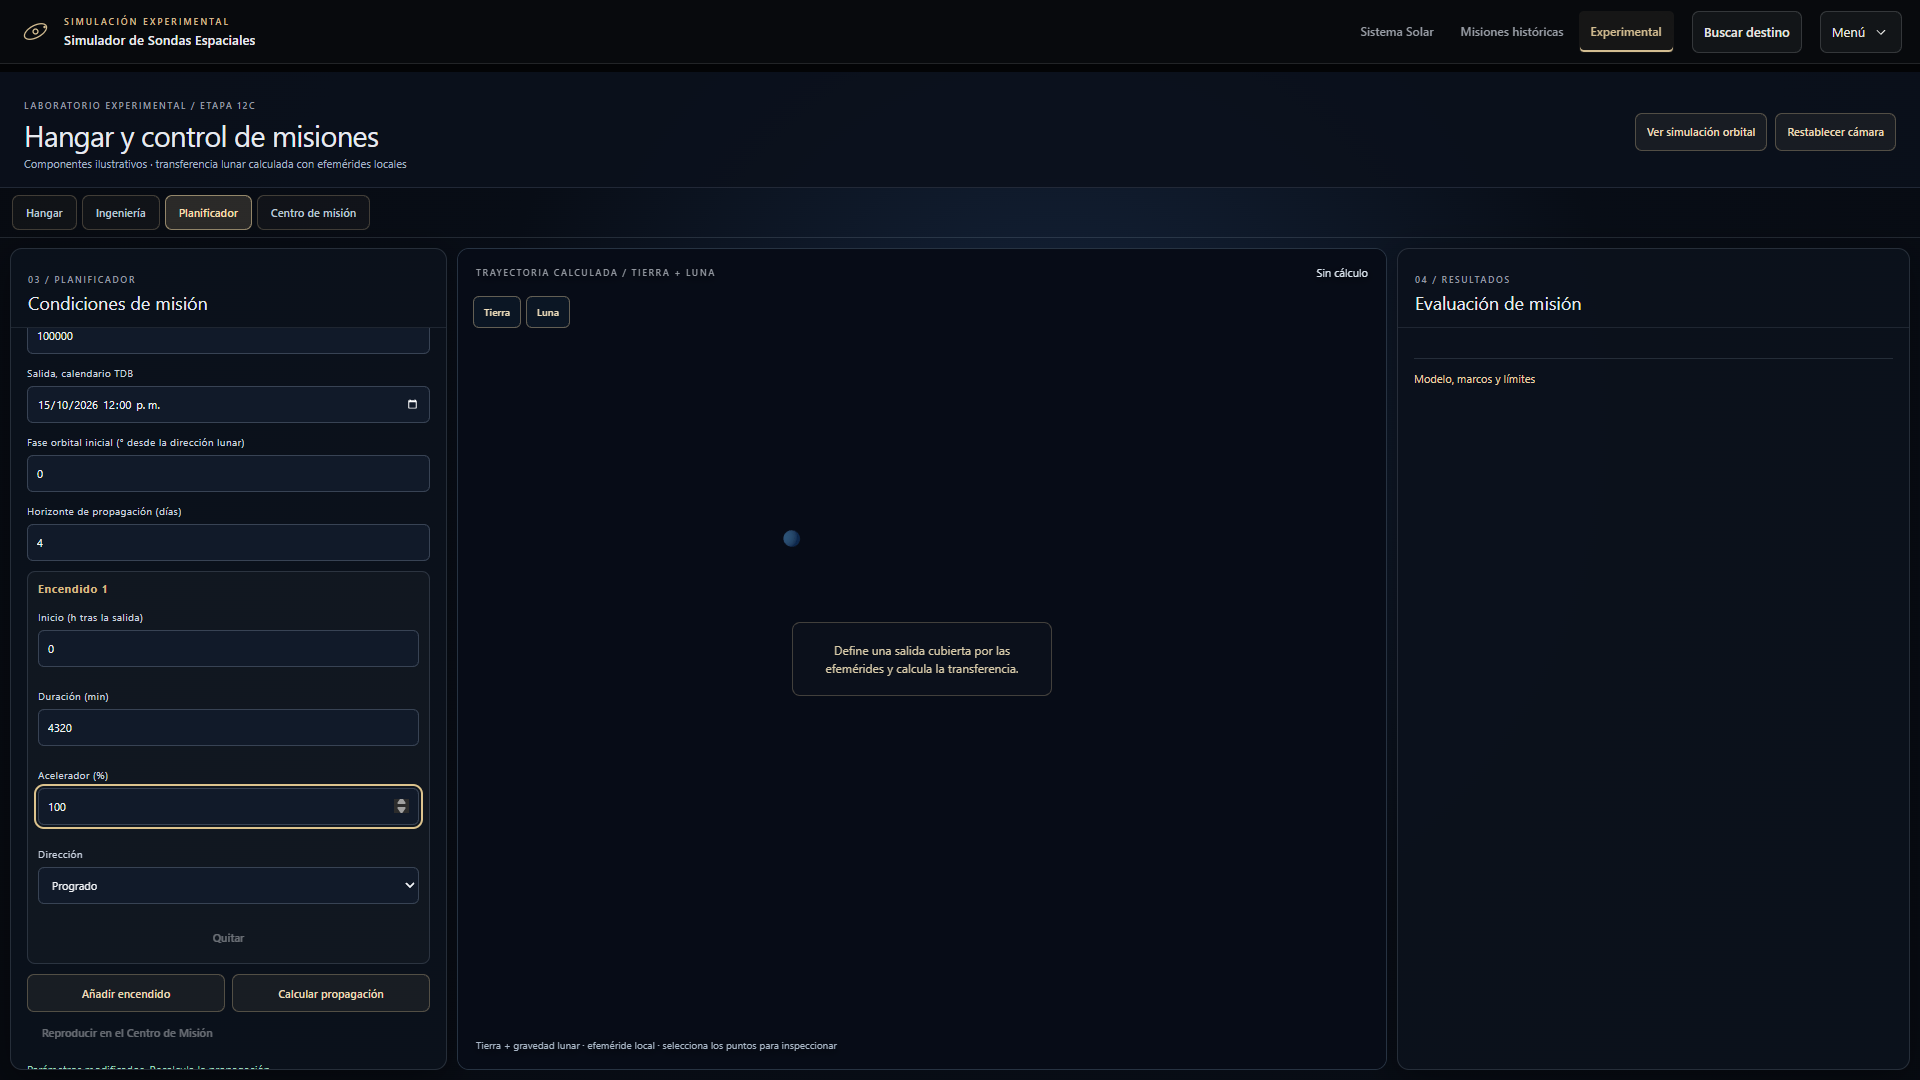 SIMULACIÓN EXPERIMENTAL
Simulador de Sondas Espaciales
Sistema Solar
Misiones históricas
Experimental
Buscar destino
Menú
LABORATORIO EXPERIMENTAL / ETAPA 12C
Hangar y control de misiones
Componentes ilustrativos · transferencia lunar calculada con efemérides locales
Ver simulación orbital
Restablecer cámara
Hangar
Ingeniería
Planificador
Centro de misión
03 / PLANIFICADOR
Condiciones de misión
100000
Salida, calendario TDB
15/10/2026 12:00 p. m.
Fase orbital inicial (° desde la dirección lunar)
0
Horizonte de propagación (días)
4
Encendido 1
Inicio (h tras la salida)
0
Duración (min)
4320
Acelerador (%)
100
Dirección
Progrado
Quitar
Añadir encendido
Calcular propagación
Reproducir en el Centro de Misión
Parámetros modificados. Recalcula la propagación.
TRAYECTORIA CALCULADA / TIERRA + LUNA
Sin cálculo
Tierra
Luna
Define una salida cubierta por las
efemérides y calcula la transferencia.
Tierra + gravedad lunar · efeméride local · selecciona los puntos para inspeccionar
04 / RESULTADOS
Evaluación de misión
Modelo, marcos y límites